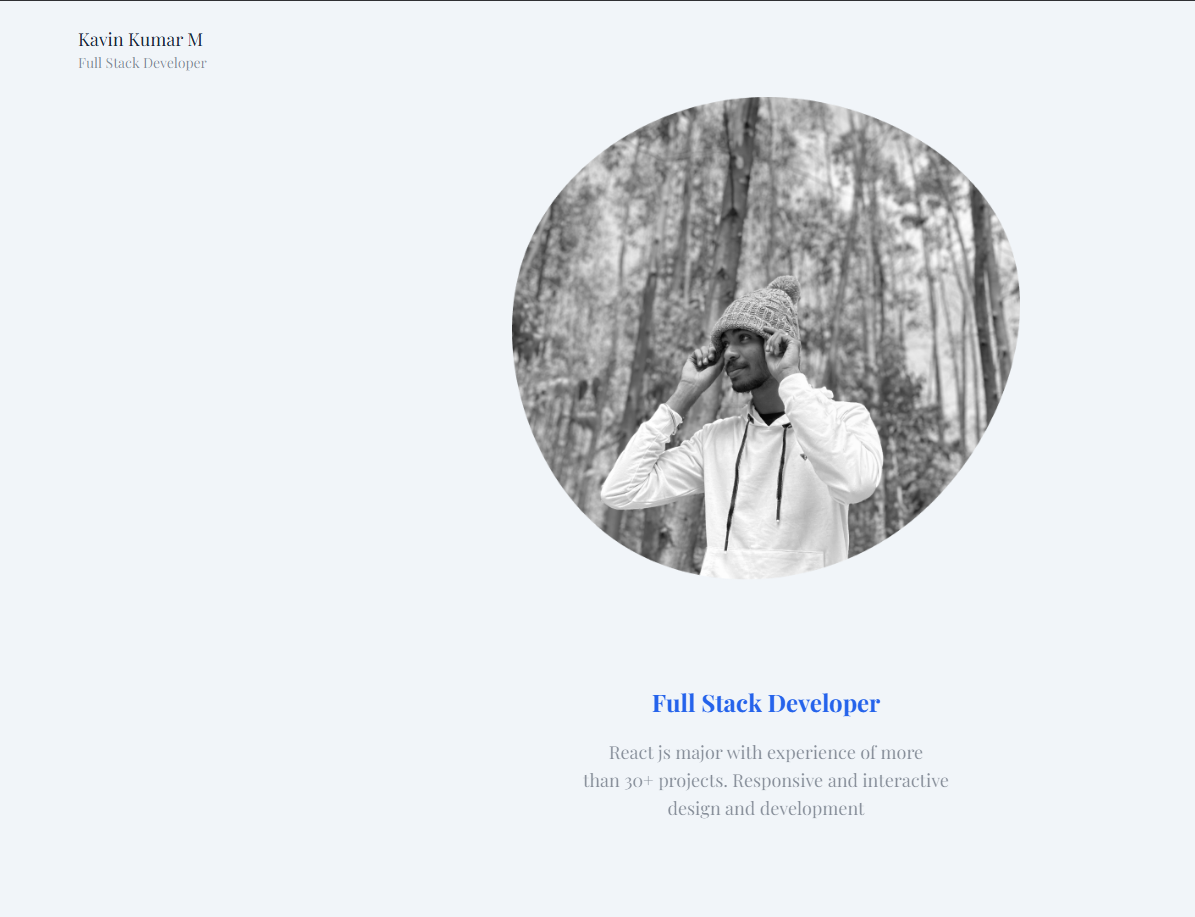 Kavin Kumar M
Full Stack Developer
Full Stack Developer
React js major with experience of more
than 30+ projects. Responsive and interactive
design and development